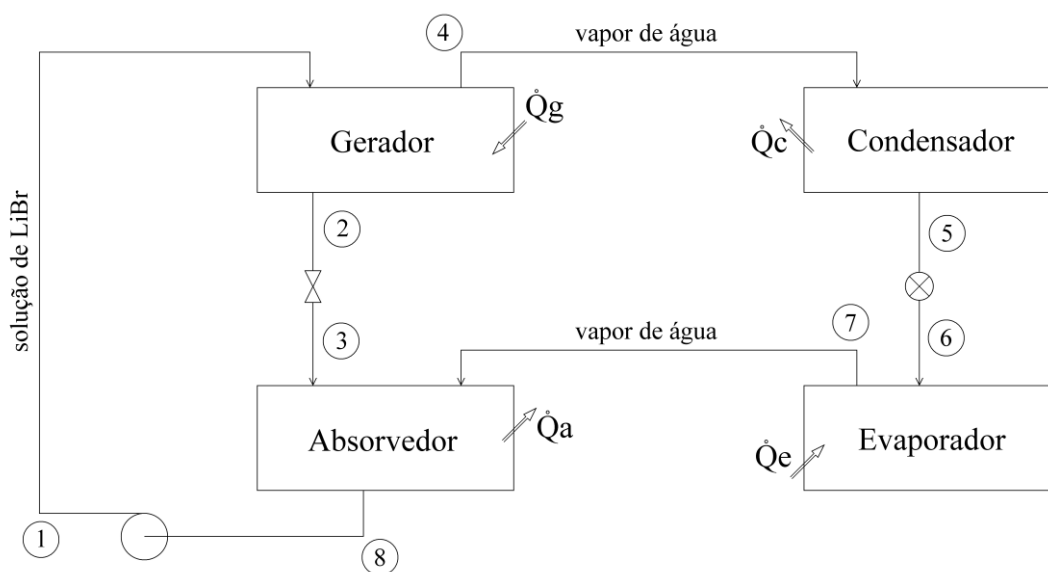 4
vapor de água
Gerador
Q̇g
Q̇c
Condensador
solução de LiBr
2
5
3
vapor de água
7
6
Absorvedor
Q̇a
Q̇e
Evaporador
1
8